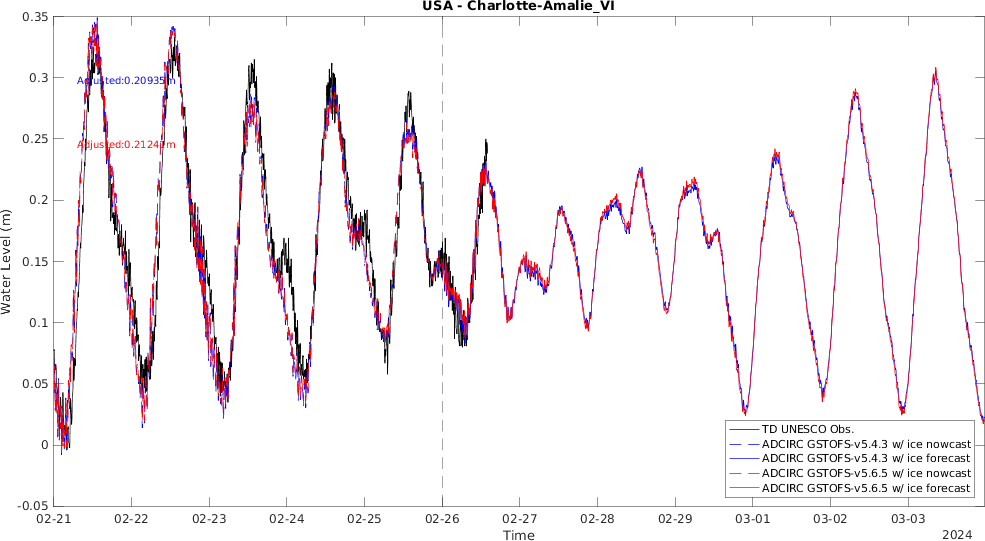 USA - Charlotte-Amalie_VI
0.35
0.3
0.25
0.2
0.15
0.1
0.05
0
-0.05
Water Level (m)
Adjusted:0.20935m
TD UNESCO Obs.
ADCIRC GSTOFS-v5.4.3 w/ ice nowcast
ADCIRC GSTOFS-v5.4.3 w/ ice forecast
ADCIRC GSTOFS-v5.6.5 w/ ice nowcast
ADCIRC GSTOFS-v5.6.5 w/ ice forecast
02-21 02-22 02-23 02-24 02-25 02-26 02-27 02-28 02-29 03-01 03-02 03-03
Time
2024